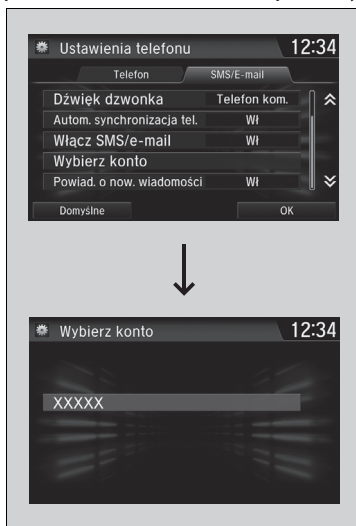 Ustawienia telefonu 12:34
Telefon SMS/E-mail
Dźwięk dzwonka Telefon kom.
Autom. synchronizacja tel. Wł
Włącz SMS/e-mail Wł
Wybierz konto
Powiad. o now. wiadomości Wł
Domyślne OK
Wybierz konto 12:34
XXXXX